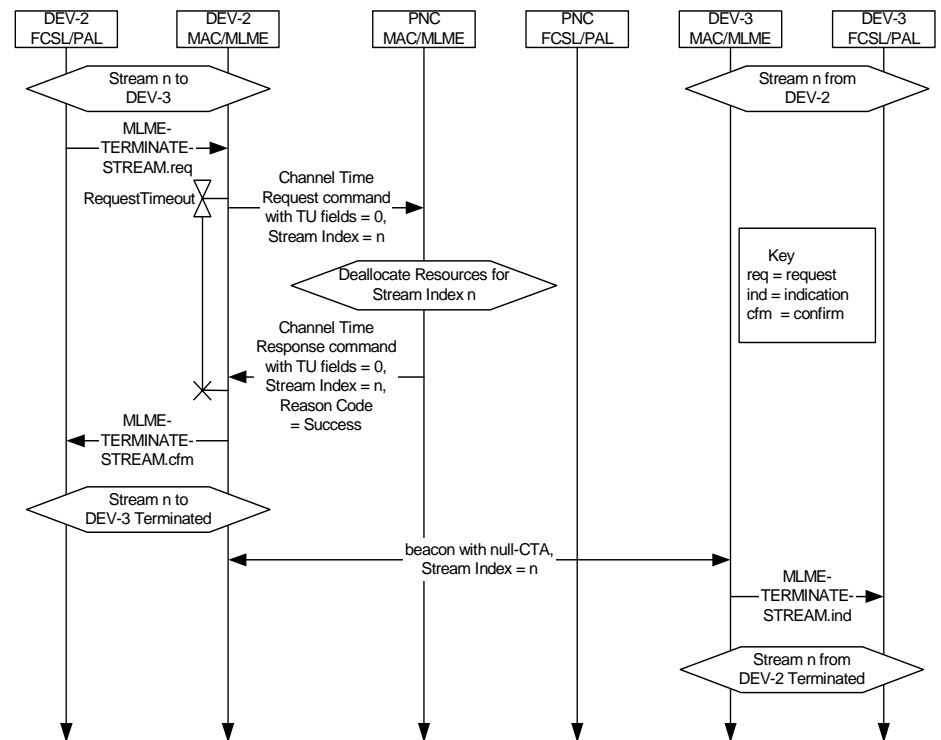 DEV-2
FCSL/PAL
DEV-2
MAC/MLME
PNC
MAC/MLME
PNC
FCSL/PAL
DEV-3
MAC/MLME
DEV-3
FCSL/PAL
Stream n to
DEV-3
Stream n from
DEV-2
MLME-
TERMINATE-
STREAM.req
RequestTimeout
Channel Time
Request command
with TU fields = 0,
Stream Index = n
Key
req = request
ind = indication
cfm = confirm
Deallocate Resources for
Stream Index n
Channel Time
Response command
with TU fields = 0,
Stream Index = n,
Reason Code
= Success
MLME-
TERMINATE-
STREAM.cfm
Stream n to
DEV-3 Terminated
beacon with null-CTA,
Stream Index = n
MLME-
TERMINATE-
STREAM.ind
Stream n from
DEV-2 Terminated